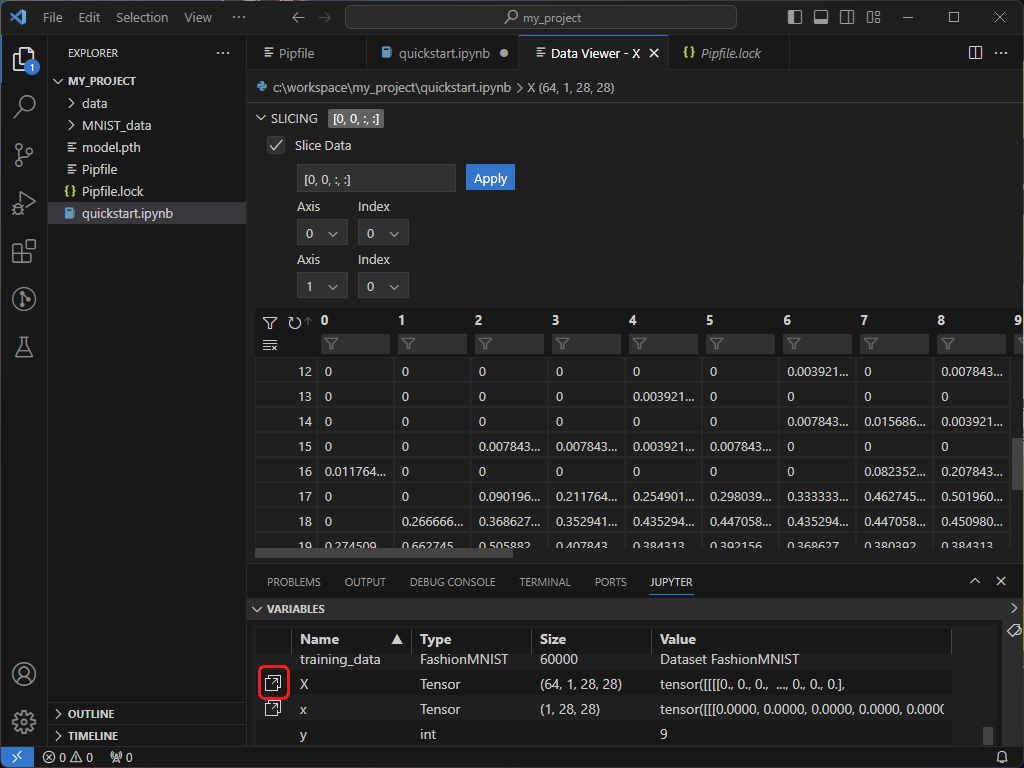 File Edit Selection View ··· my_project
EXPLORER ···
MY_PROJECT
data
MNIST_data
model.pth
Pipfile
Pipfile.lock
quickstart.ipynb
OUTLINE
TIMELINE
1
Pipfile quickstart.ipynb Data Viewer - X Pipfile.lock
c:\workspace\my_project\quickstart.ipynb > X (64, 1, 28, 28)
SLICING [0, 0, :, :]
Slice Data
[0, 0, :, :] Apply
Axis Index
0 0
Axis Index
1 0
0 1 2 3 4 5 6 7 8 9
12 0 0 0 0 0 0 0.003921... 0 0.007843...
13 0 0 0 0 0.003921... 0 0 0 0
14 0 0 0 0 0 0 0.007843... 0.015686... 0.003921...
15 0 0 0.007843... 0.007843... 0.003921... 0.007843... 0 0 0
16 0.011764... 0 0 0 0 0 0 0.082352... 0.207843...
17 0 0 0.090196... 0.211764... 0.254901... 0.298039... 0.333333... 0.462745... 0.501960...
18 0 0.266666... 0.368627... 0.352941... 0.435294... 0.447058... 0.435294... 0.447058... 0.450980...
19 0.274509 0.662745 0.505882 0.407843 0.384313 0.392156 0.368627 0.380392 0.384313
PROBLEMS OUTPUT DEBUG CONSOLE TERMINAL PORTS JUPYTER
VARIABLES
Name Type Size Value
training_data FashionMNIST 60000 Dataset FashionMNIST
X Tensor (64, 1, 28, 28) tensor([[[[0., 0., 0., ..., 0., 0., 0.],
x Tensor (1, 28, 28) tensor([[[0.0000, 0.0000, 0.0000, 0.0000, 0.000
y int 9
0 0 0